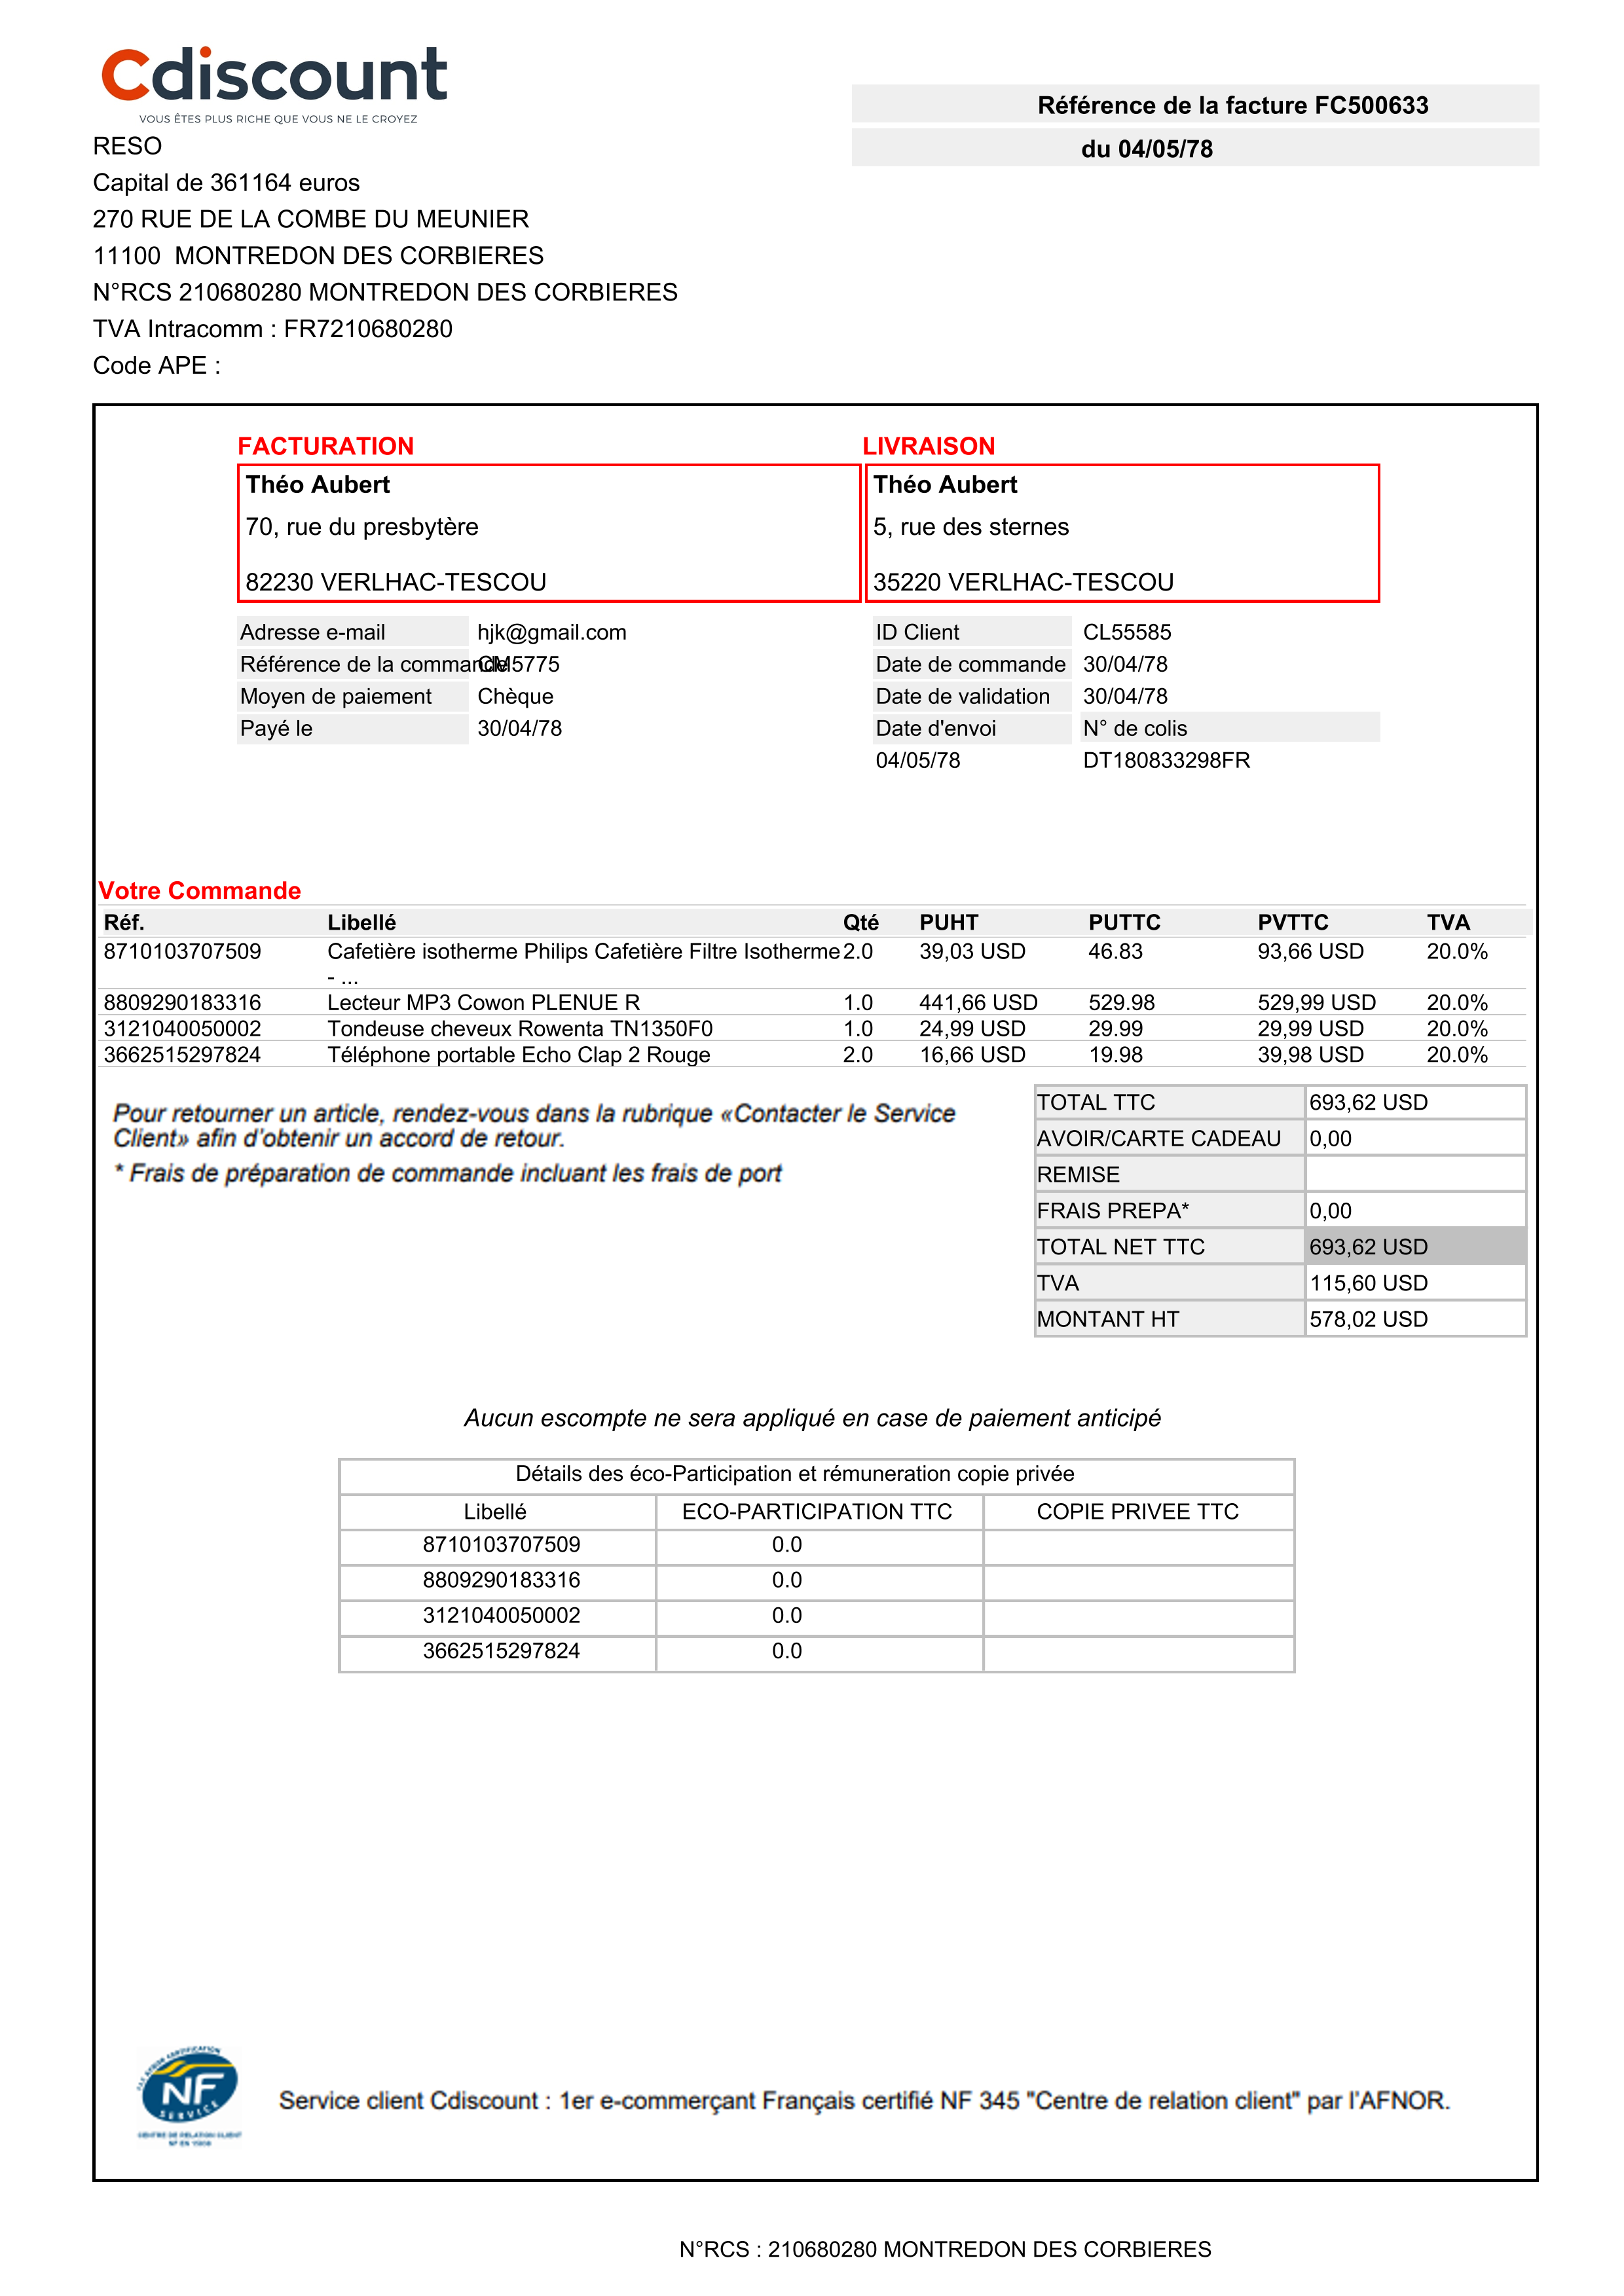 Cdiscount
VOUS ÊTES PLUS RICHE QUE VOUS NE LE CROYEZ
Référence de la facture FC500633
du 04/05/78
RESO
Capital de 361164 euros
270 RUE DE LA COMBE DU MEUNIER
11100 MONTREDON DES CORBIERES
N°RCS 210680280 MONTREDON DES CORBIERES
TVA Intracomm : FR7210680280
Code APE :
FACTURATION
Théo Aubert
70, rue du presbytère
82230 VERLHAC-TESCOU
LIVRAISON
Théo Aubert
5, rue des sternes
35220 VERLHAC-TESCOU
Adresse e-mail hjk@gmail.com
Référence de la commande CM5775
Moyen de paiement Chèque
Payé le 30/04/78
ID Client CL55585
Date de commande 30/04/78
Date de validation 30/04/78
Date d'envoi N° de colis
04/05/78 DT180833298FR
Votre Commande
Réf. Libellé Qté PUHT PUTTC PVTTC TVA
8710103707509 Cafetière isotherme Philips Cafetière Filtre Isotherme 2.0 39,03 USD 46.83 93,66 USD 20.0%
- ...
8809290183316 Lecteur MP3 Cowon PLENUE R 1.0 441,66 USD 529.98 529,99 USD 20.0%
3121040050002 Tondeuse cheveux Rowenta TN1350F0 1.0 24,99 USD 29.99 29,99 USD 20.0%
3662515297824 Téléphone portable Echo Clap 2 Rouge 2.0 16,66 USD 19.98 39,98 USD 20.0%
Pour retourner un article, rendez-vous dans la rubrique «Contacter le Service
Client» afin d'obtenir un accord de retour.
* Frais de préparation de commande incluant les frais de port
TOTAL TTC 693,62 USD
AVOIR/CARTE CADEAU 0,00
REMISE
FRAIS PREPA* 0,00
TOTAL NET TTC 693,62 USD
TVA 115,60 USD
MONTANT HT 578,02 USD
Aucun escompte ne sera appliqué en case de paiement anticipé
Détails des éco-Participation et rémuneration copie privée
Libellé ECO-PARTICIPATION TTC COPIE PRIVEE TTC
8710103707509 0.0
8809290183316 0.0
3121040050002 0.0
3662515297824 0.0
NF
SERVICE
CENTRE DE RELATION CLIENT
Service client Cdiscount : 1er e-commerçant Français certifié NF 345 "Centre de relation client" par l'AFNOR.
N°RCS : 210680280 MONTREDON DES CORBIERES